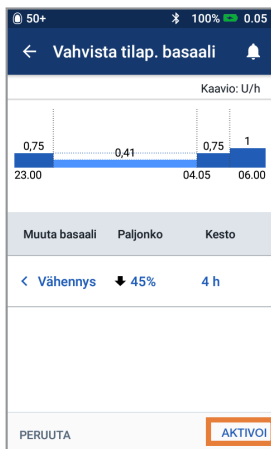 50+ 100% 0.05
Vahvista tilap. basaali
Kaavio: U/h
0,75 0,41 0,75 1
23.00 04.05 06.00
Muuta basaali Paljonko Kesto
< Vähennys 45% 4 h
PERUUTA AKTIVOI